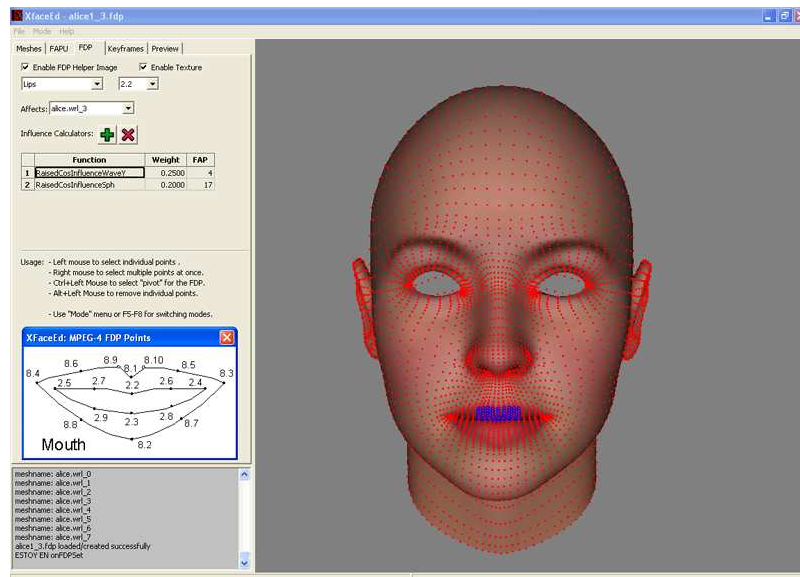 XfaceEd - alice1_3.fdp
File Mode Help
Meshes FAPU FDP Keyframes Preview
Enable FDP Helper Image Enable Texture
Lips 2.2
Affects: alice.wrl_3
Influence Calculators:
Function Weight FAP
1 RaisedCosInfluenceWaveY 0.2500 4
2 RaisedCosInfluenceSph 0.2000 17
Usage: - Left mouse to select individual points .
- Right mouse to select multiple points at once.
- Ctrl+Left Mouse to select "pivot" for the FDP.
- Alt+Left Mouse to remove individual points.
- Use "Mode" menu or F5-F8 for switching modes.
XFaceEd: MPEG-4 FDP Points
8.4 8.6 8.9 8.1 8.10 8.5 8.3
2.5 2.7 2.2 2.6 2.4
8.8 2.9 2.3 2.8 8.7
Mouth 8.2
meshname: alice.wrl_0
meshname: alice.wrl_1
meshname: alice.wrl_2
meshname: alice.wrl_3
meshname: alice.wrl_4
meshname: alice.wrl_5
meshname: alice.wrl_6
meshname: alice.wrl_7
alice1_3.fdp loaded/created successfully
ESTOY EN onFDPSet